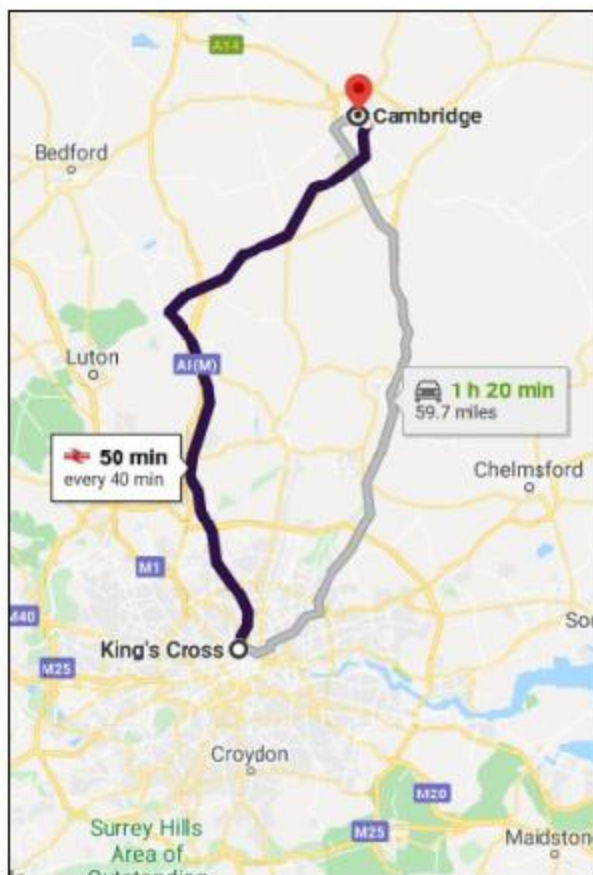 A14
Cambridge
Bedford
Luton
A1(M)
1 h 20 min
59.7 miles
50 min
every 40 min
Chelmsford
M1
M40
King's Cross
M25
Croydon
M20
Surrey Hills
M25
Area of
Maidstone
Outstanding